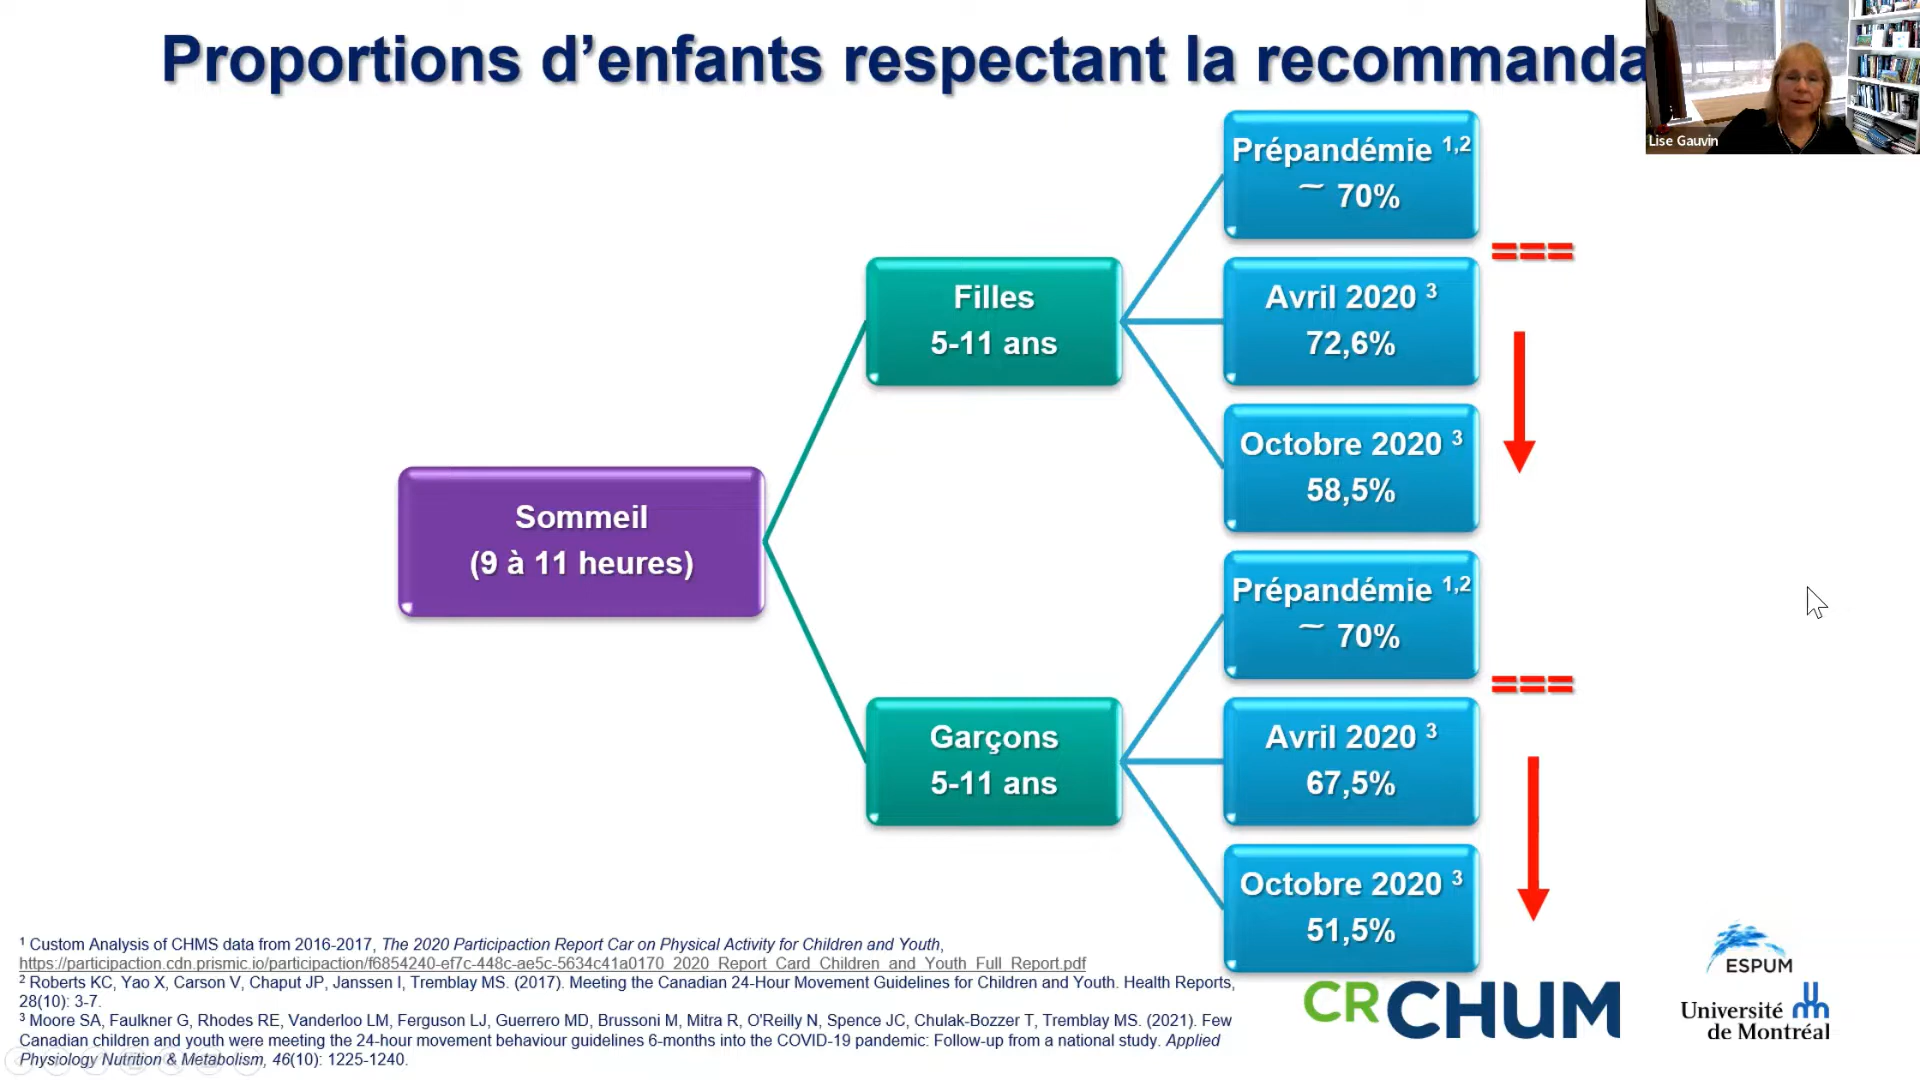 Proportions d’enfants respectant la recommanda
Lise Gauvin
Prépandémie 1,2
~ 70%
===
Filles
5-11 ans
Avril 2020 3
72,6%
Octobre 2020 3
58,5%
Sommeil
(9 à 11 heures)
Prépandémie 1,2
~ 70%
===
Garçons
5-11 ans
Avril 2020 3
67,5%
Octobre 2020 3
51,5%
1 Custom Analysis of CHMS data from 2016-2017, The 2020 Participaction Report Car on Physical Activity for Children and Youth,
https://participaction.cdn.prismic.io/participaction/f6854240-ef7c-448c-ae5c-5634c41a0170_2020_Report_Card_Children_and_Youth_Full_Report.pdf
2 Roberts KC, Yao X, Carson V, Chaput JP, Janssen I, Tremblay MS. (2017). Meeting the Canadian 24-Hour Movement Guidelines for Children and Youth. Health Reports,
28(10): 3-7.
3 Moore SA, Faulkner G, Rhodes RE, Vanderloo LM, Ferguson LJ, Guerrero MD, Brussoni M, Mitra R, O'Reilly N, Spence JC, Chulak-Bozzer T, Tremblay MS. (2021). Few
Canadian children and youth were meeting the 24-hour movement behaviour guidelines 6-months into the COVID-19 pandemic: Follow-up from a national study. Applied
Physiology Nutrition & Metabolism, 46(10): 1225-1240.
CRCHUM
ESPUM
Université
de Montréal